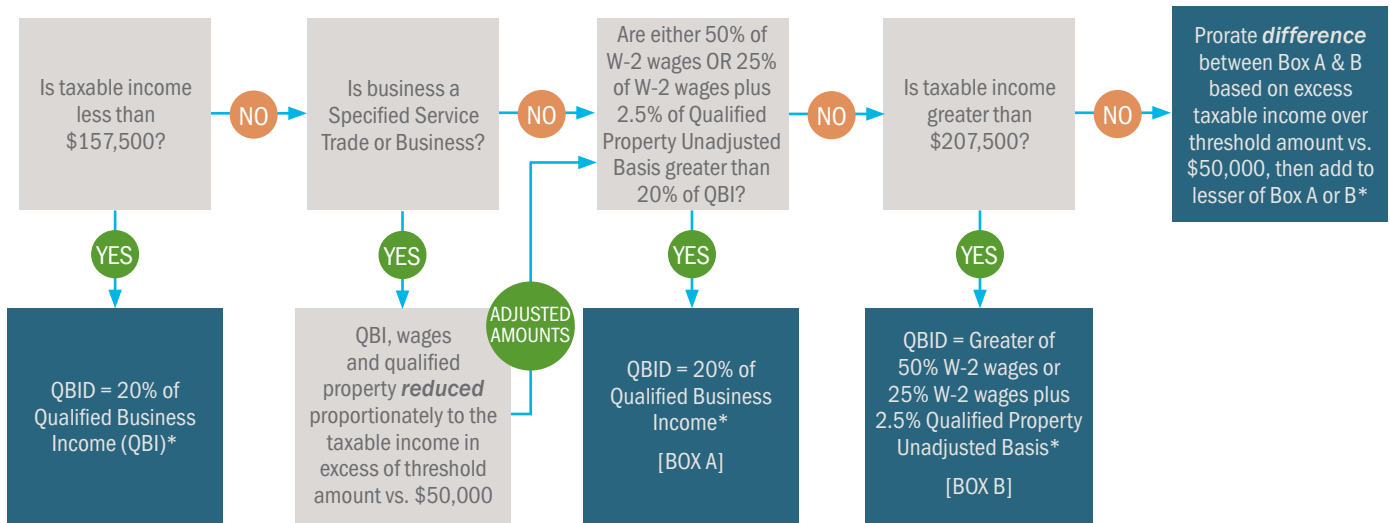 Is taxable income
less than
$157,500?
NO
Is business a
Specified Service
Trade or Business?
NO
Are either 50% of
W-2 wages OR 25%
of W-2 wages plus
2.5% of Qualified
Property Unadjusted
Basis greater than
20% of QBI?
NO
Is taxable income
greater than
$207,500?
NO
Prorate difference
between Box A & B
based on excess
taxable income over
threshold amount vs.
$50,000, then add to
lesser of Box A or B*
YES
YES
YES
YES
QBID = 20% of
Qualified Business
Income (QBI)*
QBI, wages
and qualified
property reduced
proportionately to the
taxable income in
excess of threshold
amount vs. $50,000
ADJUSTED
AMOUNTS
QBID = 20% of
Qualified Business
Income*
[BOX A]
QBID = Greater of
50% W-2 wages or
25% W-2 wages plus
2.5% Qualified Property
Unadjusted Basis*
[BOX B]